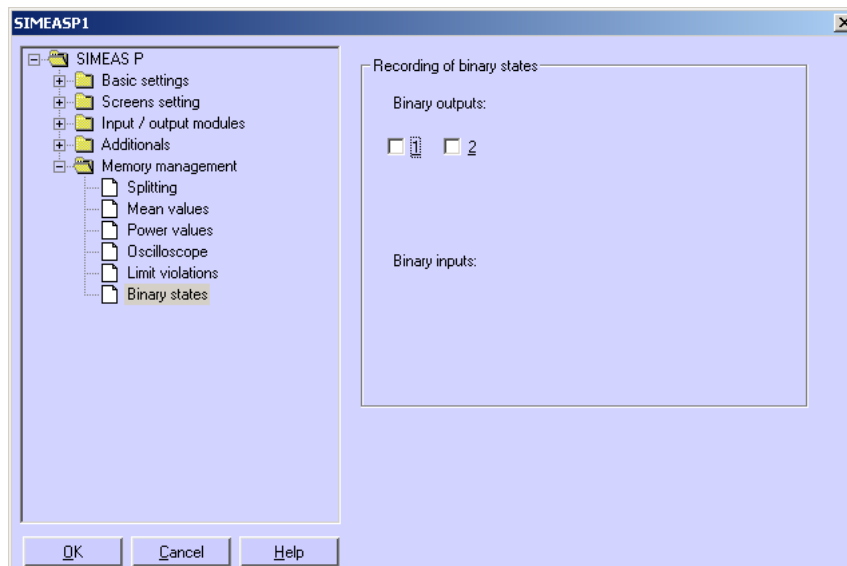 SIMEASP1
SIMEAS P
Basic settings
Screens setting
Input / output modules
Additionals
Memory management
Splitting
Mean values
Power values
Oscilloscope
Limit violations
Binary states
Recording of binary states
Binary outputs:
1 2
Binary inputs:
OK Cancel Help